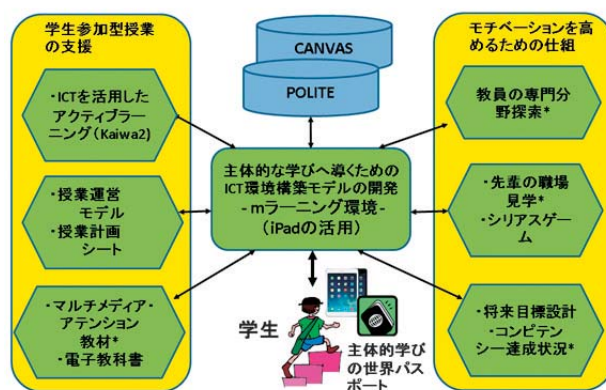 学生参加型授業
の支援
・ICTを活用した
アクティブラー
ニング(Kaiwa2)
・授業運営
モデル
・授業計画
シート
・マルチメディア・
アテンション
教材*
・電子教科書
CANVAS
POLITE
主体的な学びへ導くための
ICT環境構築モデルの開発
-mラーニング環境-
(iPadの活用)
学生
主体的学び
の世界パス
ポート
モチベーションを高
めるための仕組
教員の専門分
野探索*
・先輩の職場
見学*
・シリアスゲー
ム
・将来目標設計
・コンピテン
シー達成状況*